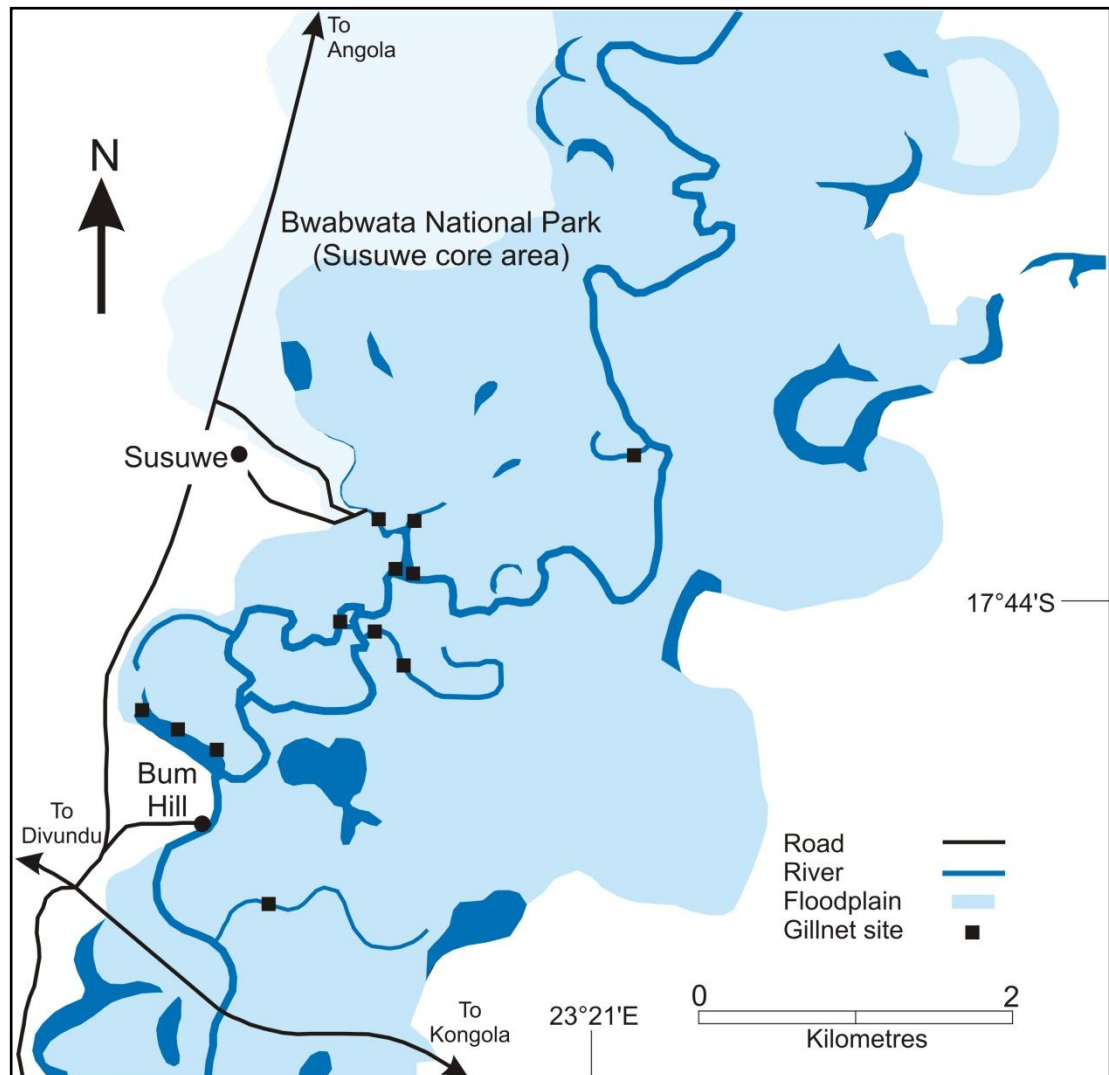 To
Angola
N
Bwabwata National Park
(Susuwe core area)
Susuwe
17°44'S
Bum
Hill
To
Divundu
Road
River
Floodplain
Gillnet site
0 2
Kilometres
To
Kongola
23°21'E